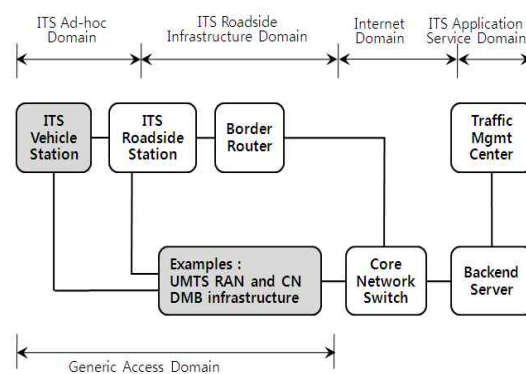 ITS Ad-hoc
Domain
ITS Roadside
Infrastructure Domain
Internet
Domain
ITS Application
Service Domain
ITS
Vehicle
Station
ITS
Roadside
Station
Border
Router
Traffic
Mgmt
Center
Examples :
UMTS RAN and CN
DMB infrastructure
Core
Network
Switch
Backend
Server
Generic Access Domain